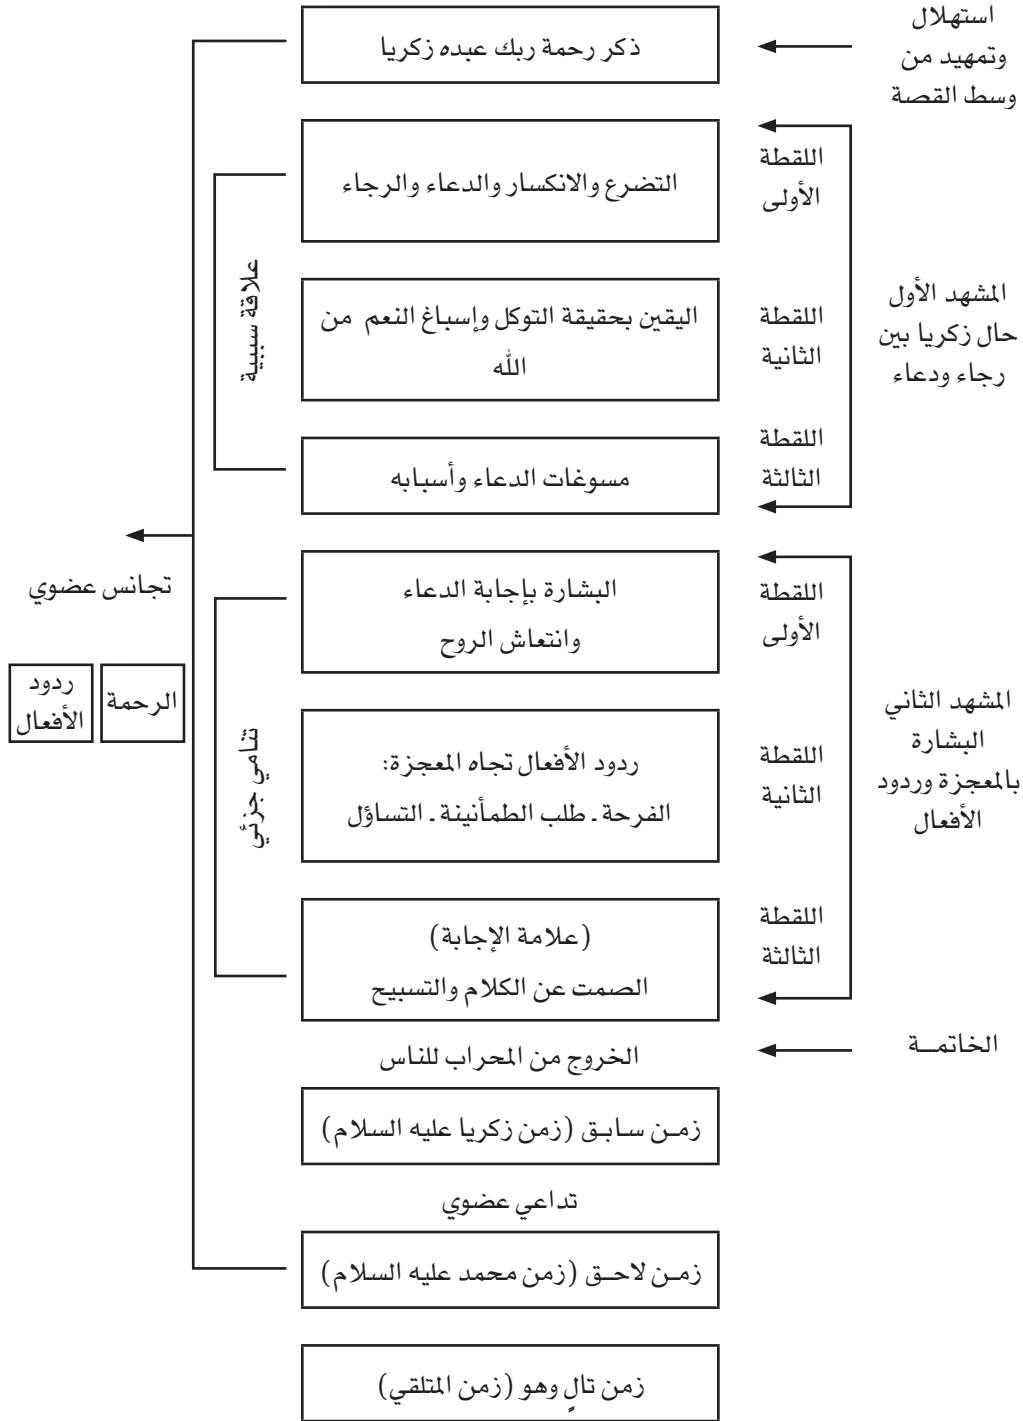 استهلال
وتمهيد من
وسط القصة
ذكر رحمة ربك عبده زكريا
المشهد الأول
حال زكريا بين
رجاء ودعاء
اللقطة
الأولى
التضرع والانكسار والدعاء والرجاء
اللقطة
الثانية
اليقين بحقيقة التوكل وإسباغ النعم من
الله
اللقطة
الثالثة
مسوغات الدعاء وأسبابه
علاقة سببية
المشهد الثاني
البشارة
بالمعجزة وردود
الأفعال
اللقطة
الأولى
البشارة بإجابة الدعاء
وانتعاش الروح
اللقطة
الثانية
ردود الأفعال تجاه المعجزة:
الفرحة ـ طلب الطمأنينة ـ التساؤل
اللقطة
الثالثة
(علامة الإجابة)
الصمت عن الكلام والتسبيح
تنامي جزئي
تجانس عضوي
الرحمة
ردود
الأفعال
الخاتمــة
الخروج من المحراب للناس
زمـن سـابـق (زمن زكريا عليه السلام)
تداعي عضوي
زمـن لاحـق (زمن محمد عليه السلام)
زمن تالٍ وهو (زمن المتلقي)